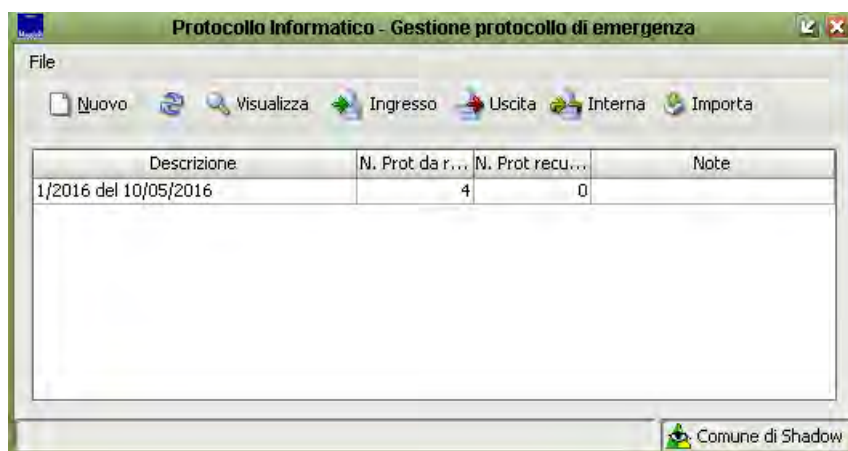 Protocollo Informatico - Gestione protocollo di emergenza
File
Nuovo Visualizza Ingresso Uscita Interna Importa
Descrizione N. Prot da r... N. Prot recu... Note
1/2016 del 10/05/2016 4 0
Comune di Shadow